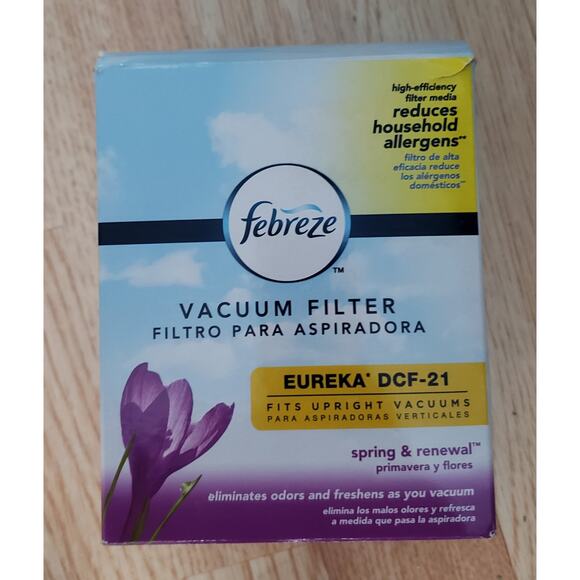 high-efficiency
filter media
reduces
household
allergens**
filtro de alta
eficacia reduce
los alérgenos
domésticos**
febreze™
VACUUM FILTER
FILTRO PARA ASPIRADORA
EUREKA* DCF-21
FITS UPRIGHT VACUUMS
PARA ASPIRADORAS VERTICALES
spring & renewal™
primavera y flores
eliminates odors and freshens as you vacuum
elimina los malos olores y refresca
a medida que pasa la aspiradora